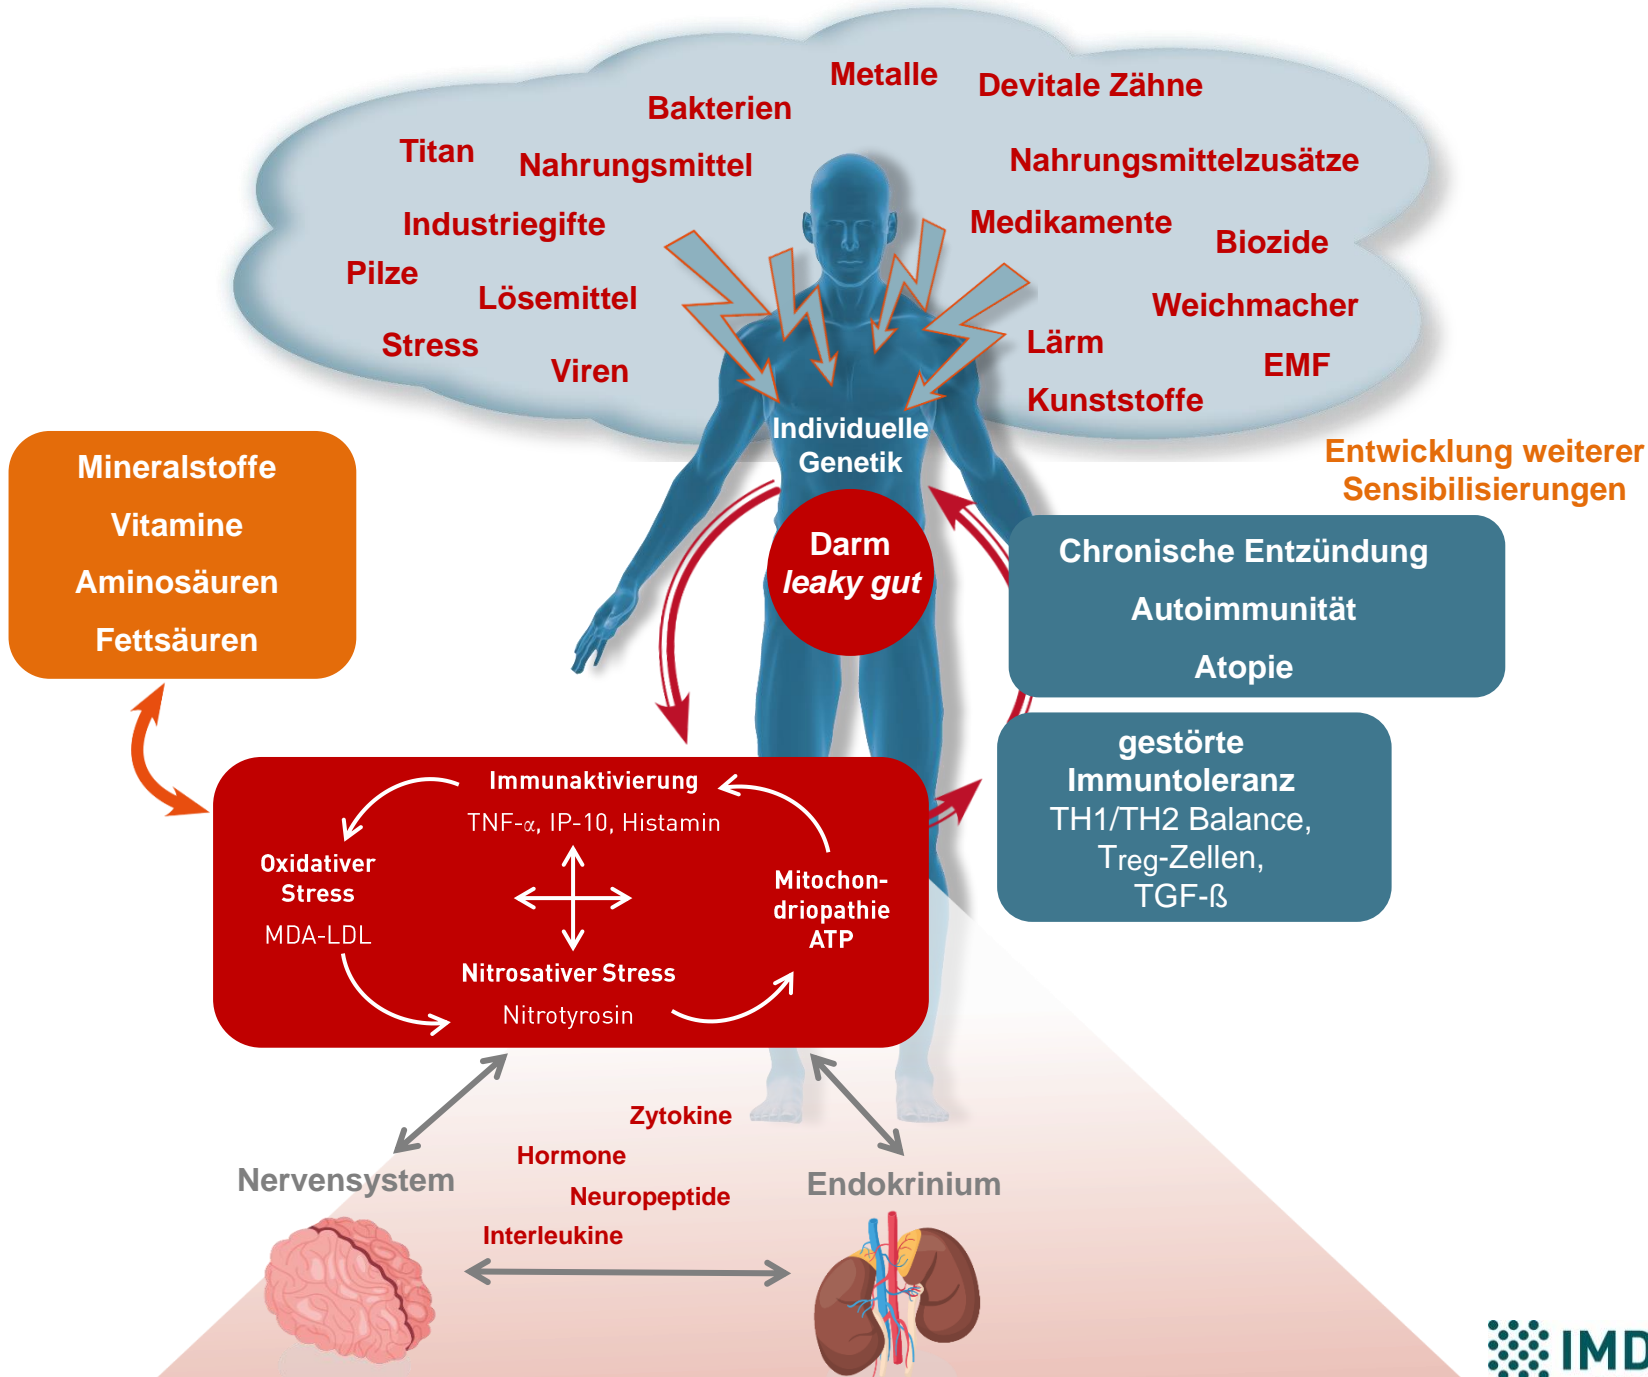 Metalle
Devitale Zähne
Bakterien
Titan
Nahrungsmittel
Nahrungsmittelzusätze
Industriegifte
Medikamente
Biozide
Pilze
Lösemittel
Weichmacher
Stress
Lärm
Viren
EMF
Kunststoffe
Individuelle
Genetik
Darm
leaky gut
Mineralstoffe
Vitamine
Aminosäuren
Fettsäuren
Entwicklung weiterer
Sensibilisierungen
Chronische Entzündung
Autoimmunität
Atopie
gestörte
Immuntoleranz
TH1/TH2 Balance,
Treg-Zellen,
TGF-ß
Immunaktivierung
TNF-α, IP-10, Histamin
Oxidativer
Stress
MDA-LDL
Mitochon-
driopathie
ATP
Nitrosativer Stress
Nitrotyrosin
Zytokine
Hormone
Neuropeptide
Interleukine
Nervensystem
Endokrinium
IMD